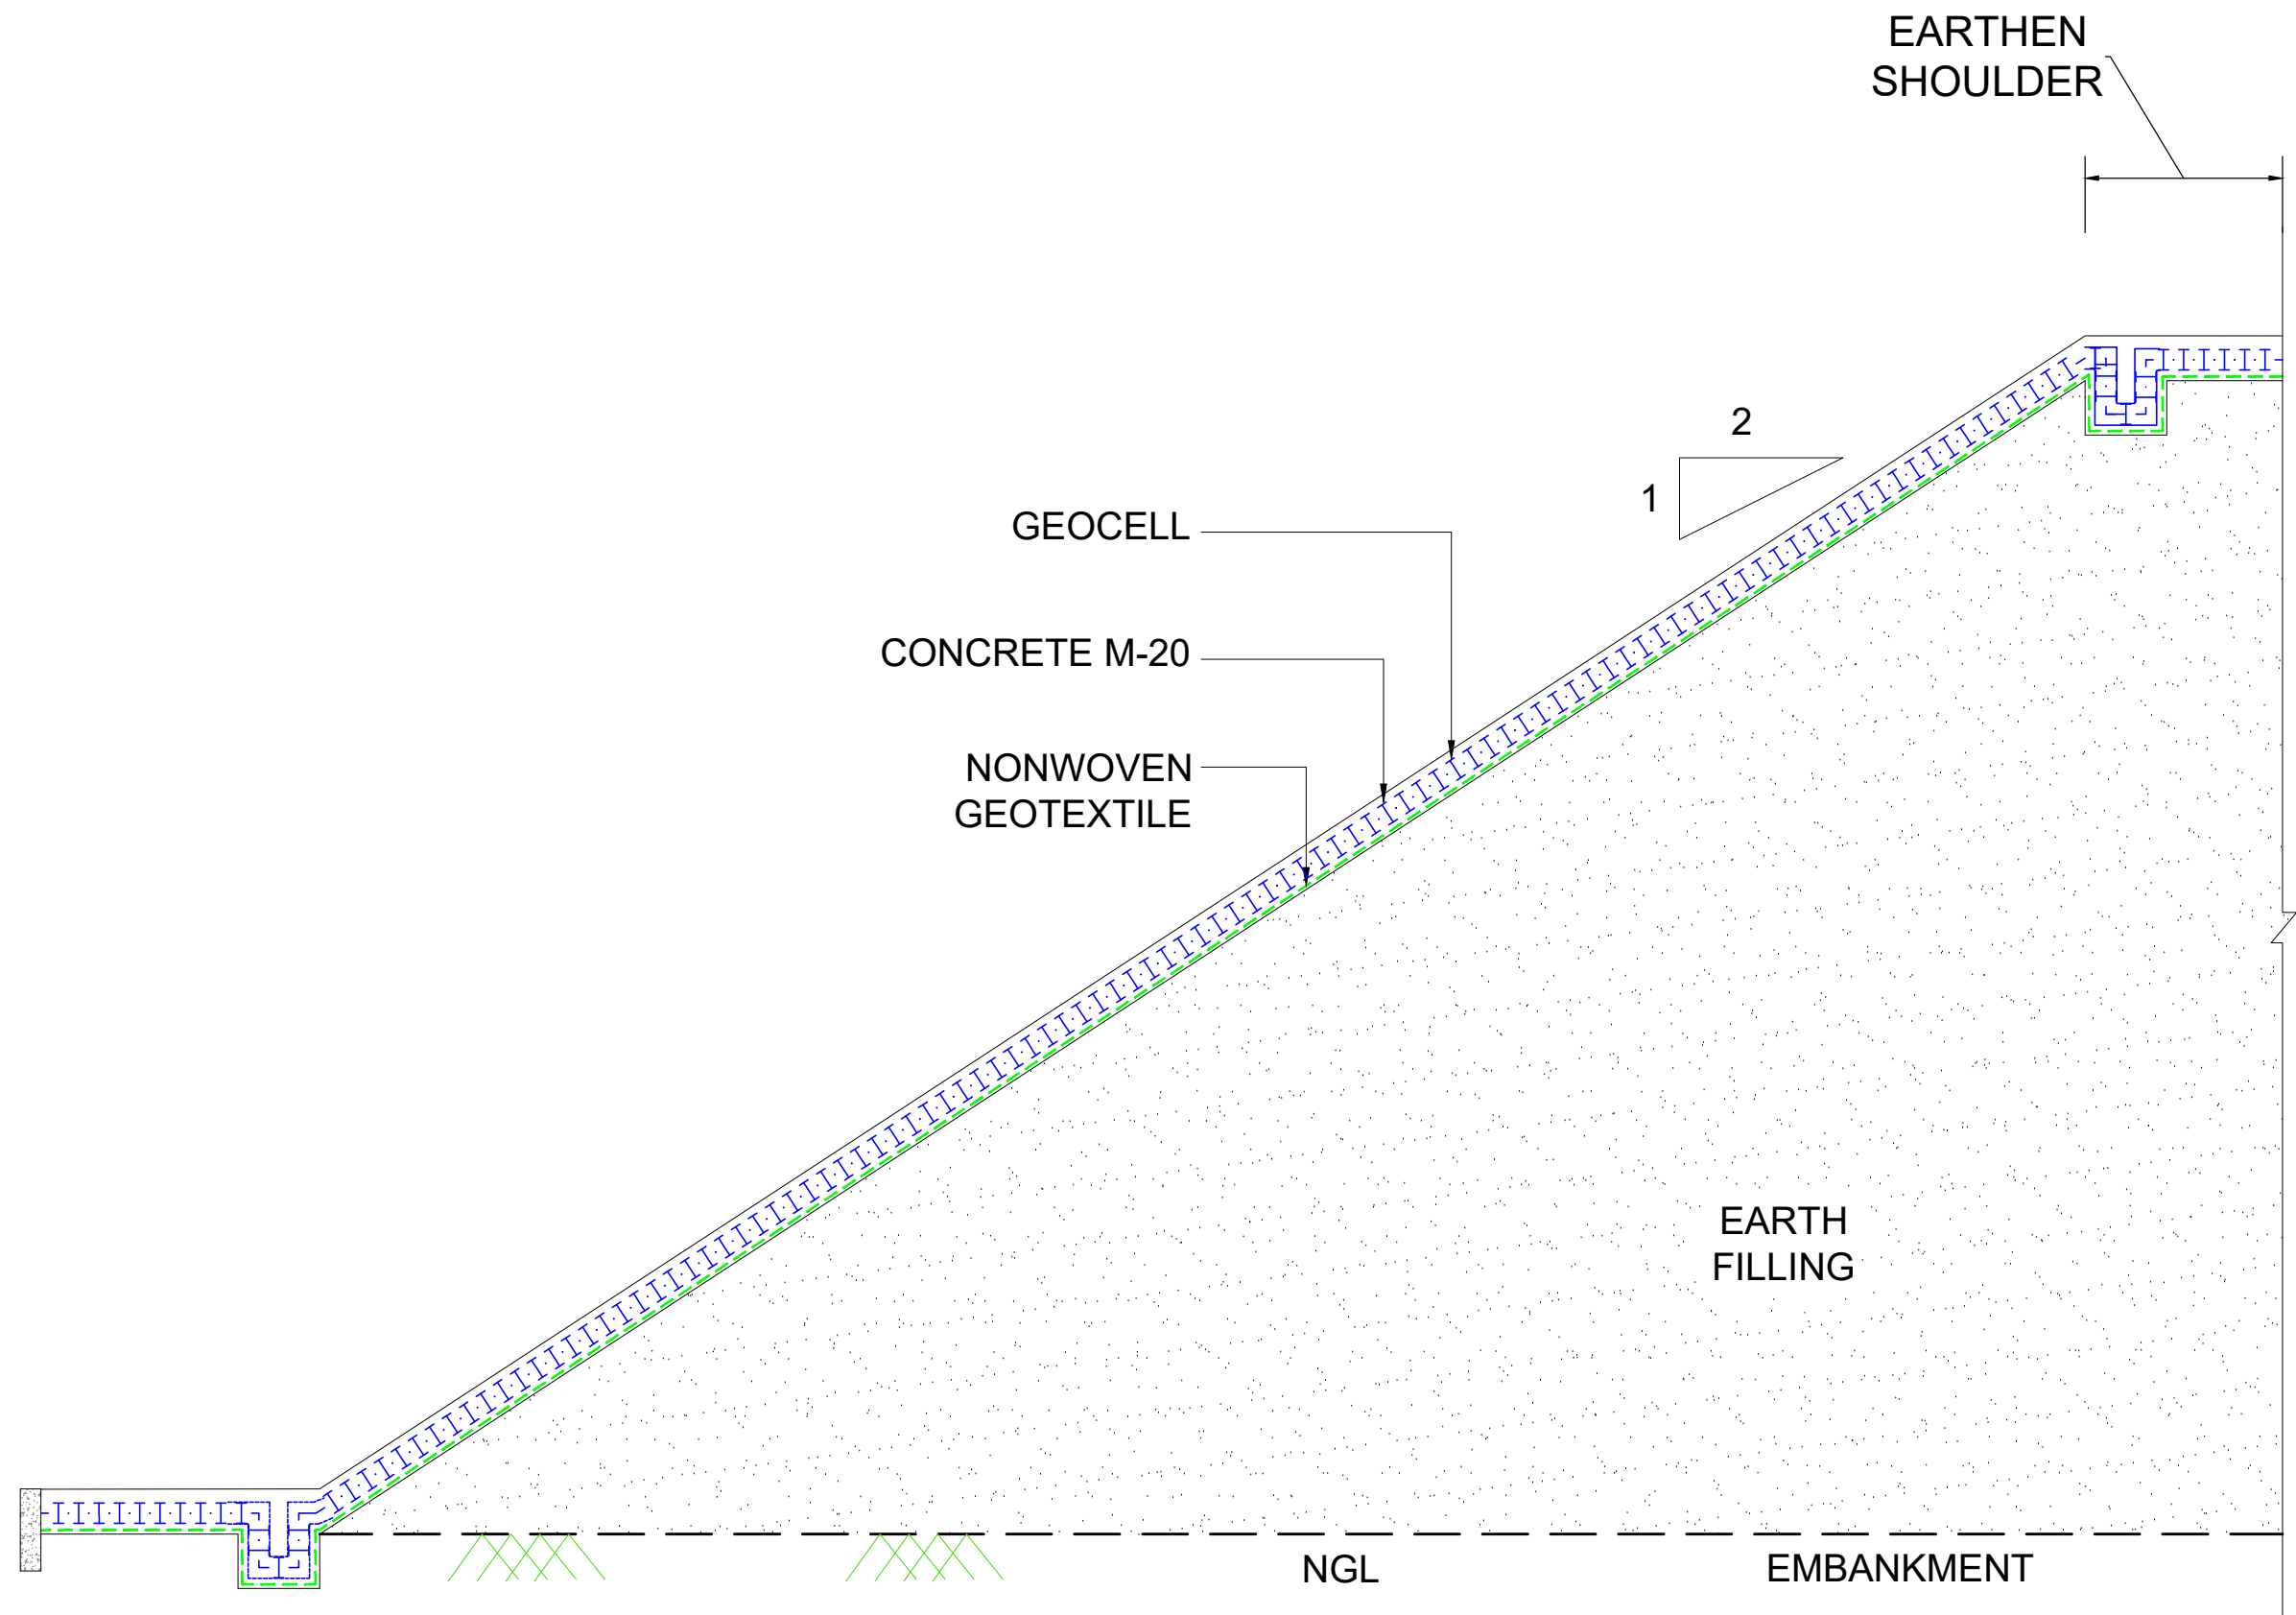 EARTHEN
SHOULDER
2
1
GEOCELL
CONCRETE M-20
NONWOVEN
GEOTEXTILE
EARTH
FILLING
NGL
EMBANKMENT